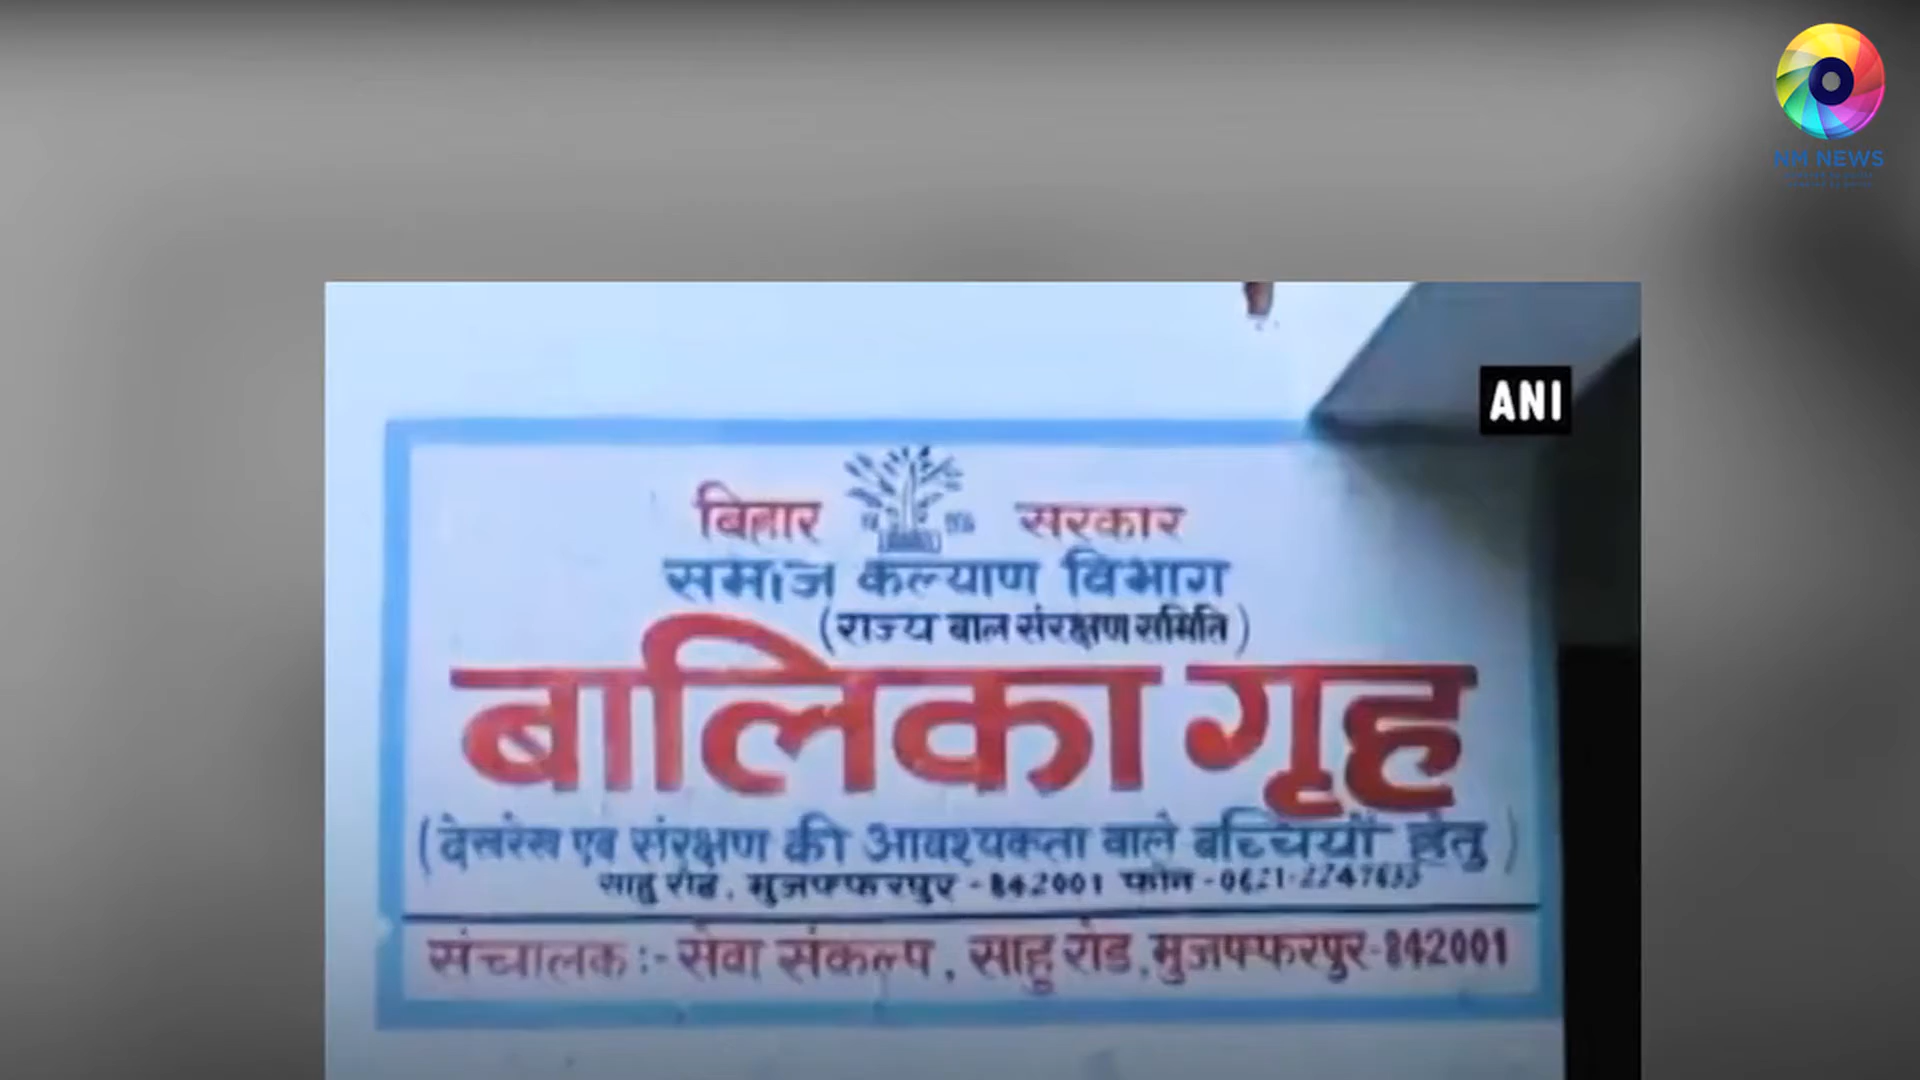 NM NEWS
ANI
बिहार सरकार
समाज कल्याण विभाग
(राज्य बाल संरक्षण समिति)
बालिका गृह
(देखरेख एवं संरक्षण की आवश्यकता वाले बच्चियों हेतु)
साहु रोड, मुजफ्फरपुर - 842001 फोन - 0621-
संचालक :- सेवा संकल्प, साहु रोड, मुजफ्फरपुर-842001